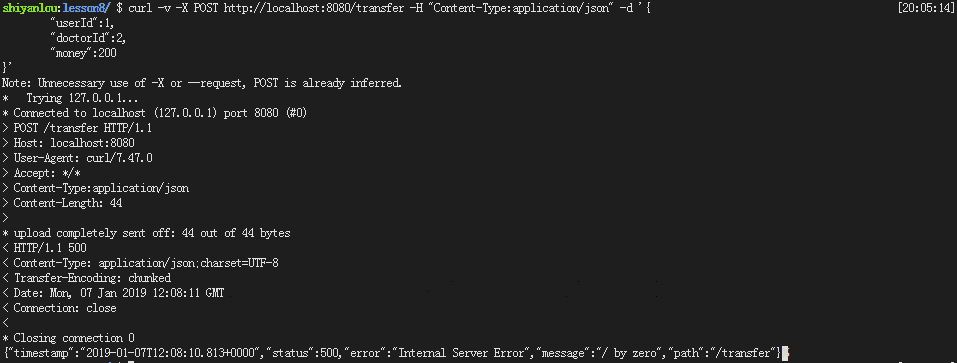 shiyanlou:lesson8/ $ curl -v -X POST http://localhost:8080/transfer -H "Content-Type:application/json" -d '{ [20:05:14]
"userId":1,
"doctorId":2,
"money":200
}'
Note: Unnecessary use of -X or --request, POST is already inferred.
* Trying 127.0.0.1...
* Connected to localhost (127.0.0.1) port 8080 (#0)
> POST /transfer HTTP/1.1
> Host: localhost:8080
> User-Agent: curl/7.47.0
> Accept: */*
> Content-Type:application/json
> Content-Length: 44
>
* upload completely sent off: 44 out of 44 bytes
< HTTP/1.1 500
< Content-Type: application/json;charset=UTF-8
< Transfer-Encoding: chunked
< Date: Mon, 07 Jan 2019 12:08:11 GMT
< Connection: close
<
* Closing connection 0
{"timestamp":"2019-01-07T12:08:10.813+0000","status":500,"error":"Internal Server Error","message":"/ by zero","path":"/transfer"}